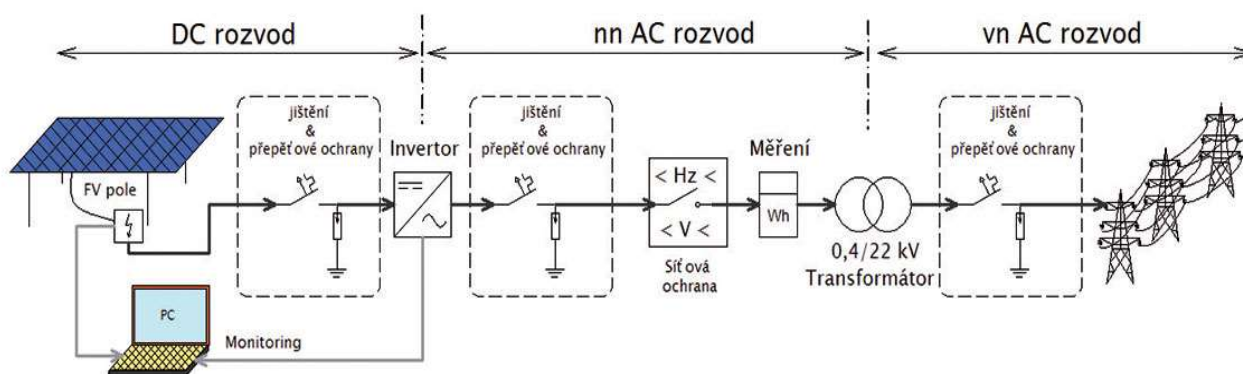 DC rozvod
nn AC rozvod
vn AC rozvod
jištění
&
přepěťové ochrany
jištění
&
přepěťové ochrany
jištění
&
přepěťové ochrany
Invertor
Měření
FV pole
< Hz <
< V <
Wh
Síťová
ochrana
0,4/22 kV
Transformátor
PC
Monitoring